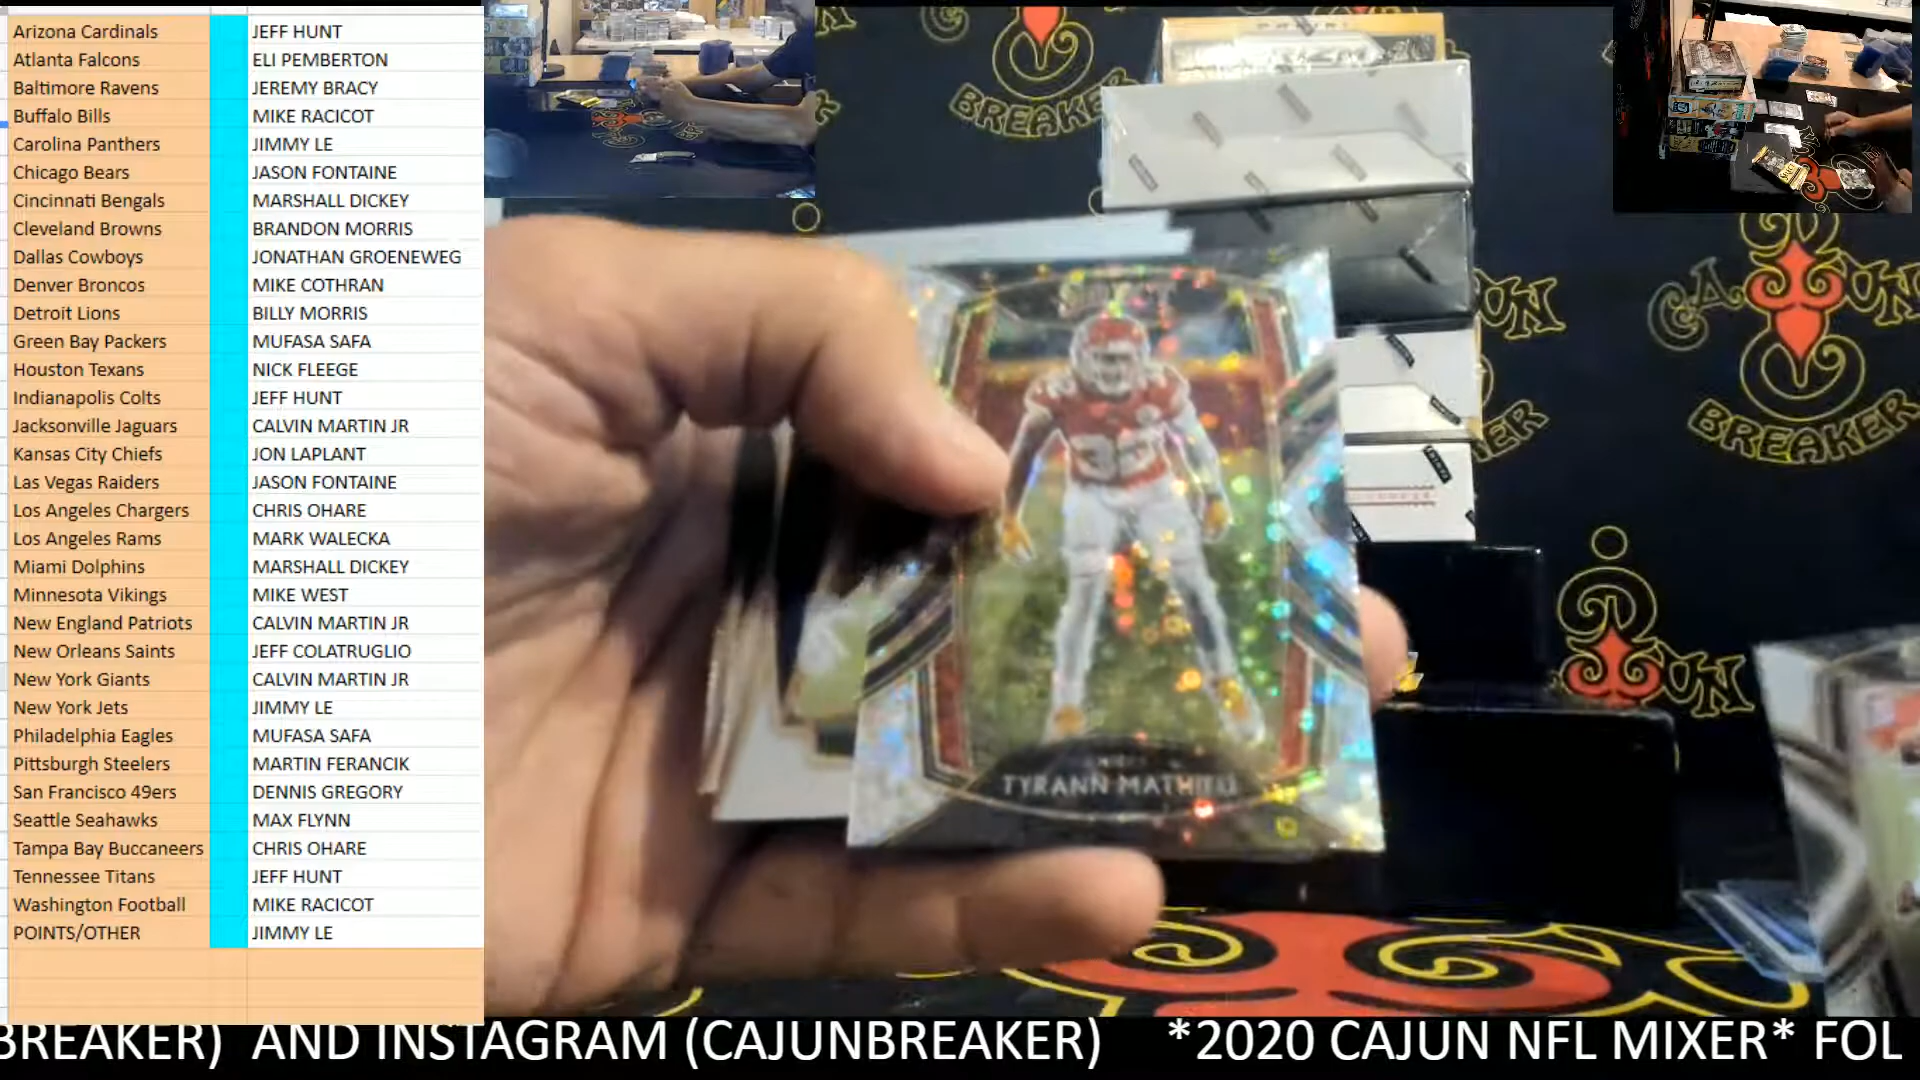 Arizona Cardinals JEFF HUNT
Atlanta Falcons ELI PEMBERTON
Baltimore Ravens JEREMY BRACY
Buffalo Bills MIKE RACICOT
Carolina Panthers JIMMY LE
Chicago Bears JASON FONTAINE
Cincinnati Bengals MARSHALL DICKEY
Cleveland Browns BRANDON MORRIS
Dallas Cowboys JONATHAN GROENEWEG
Denver Broncos MIKE COTHRAN
Detroit Lions BILLY MORRIS
Green Bay Packers MUFASA SAFA
Houston Texans NICK FLEEGE
Indianapolis Colts JEFF HUNT
Jacksonville Jaguars CALVIN MARTIN JR
Kansas City Chiefs JON LAPLANT
Las Vegas Raiders JASON FONTAINE
Los Angeles Chargers CHRIS OHARE
Los Angeles Rams MARK WALECKA
Miami Dolphins MARSHALL DICKEY
Minnesota Vikings MIKE WEST
New England Patriots CALVIN MARTIN JR
New Orleans Saints JEFF COLATRUGLIO
New York Giants CALVIN MARTIN JR
New York Jets JIMMY LE
Philadelphia Eagles MUFASA SAFA
Pittsburgh Steelers MARTIN FERANCIK
San Francisco 49ers DENNIS GREGORY
Seattle Seahawks MAX FLYNN
Tampa Bay Buccaneers CHRIS OHARE
Tennessee Titans JEFF HUNT
Washington Football MIKE RACICOT
POINTS/OTHER JIMMY LE
BREAKER
CAJUN
BREAKER
SELECT
32
TYRANN MATHIEU
BREAKER) AND INSTAGRAM (CAJUNBREAKER) *2020 CAJUN NFL MIXER* FOL